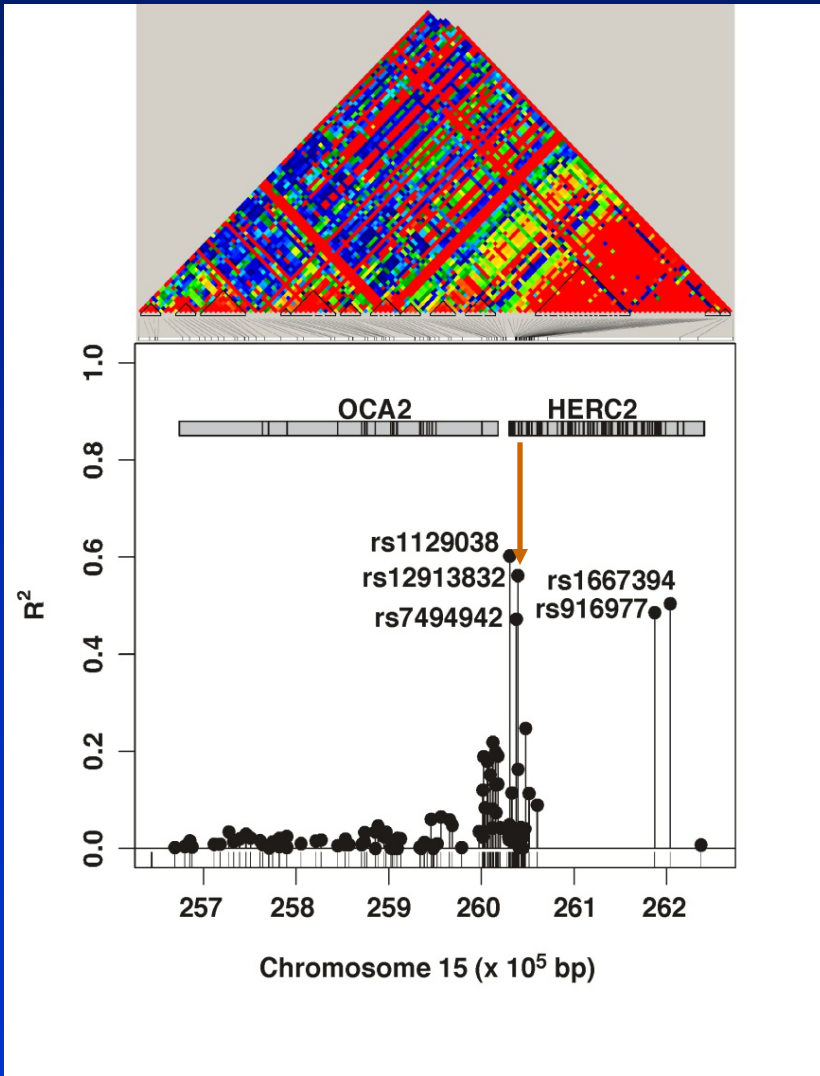 1.0
OCA2 HERC2
0.8
rs1129038
0.6
rs12913832 rs1667394
rs7494942 rs916977
R²
0.4
0.2
0.0
257 258 259 260 261 262
Chromosome 15 (x 10⁵ bp)